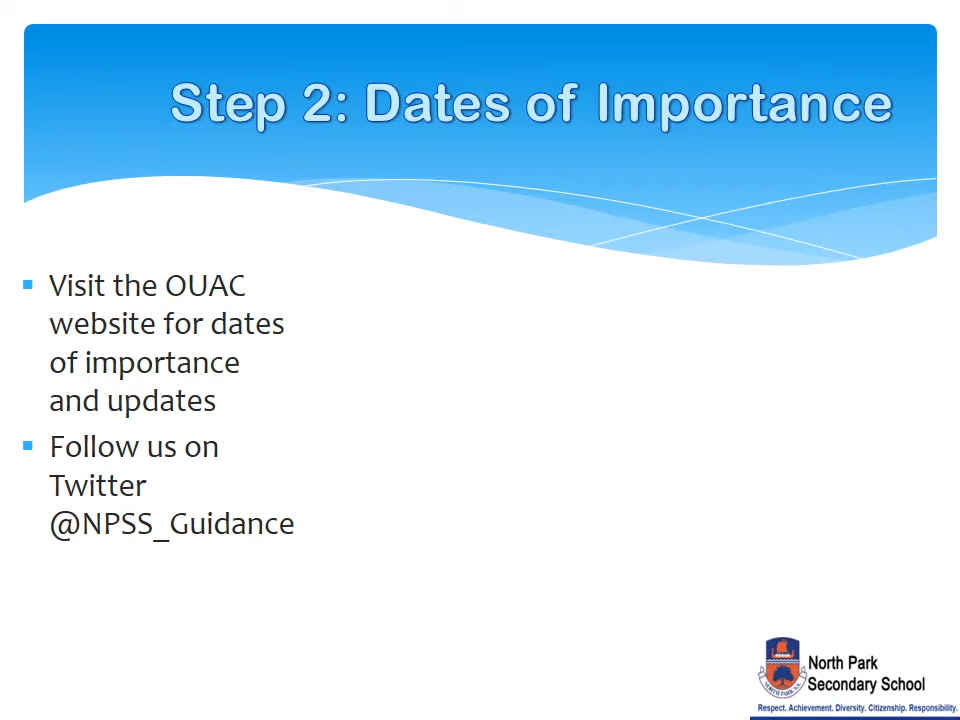 Step 2: Dates of Importance
Visit the OUAC
website for dates
of importance
and updates
Follow us on
Twitter
@NPSS_Guidance
North Park
Secondary School
Respect. Achievement. Diversity. Citizenship. Responsibility.